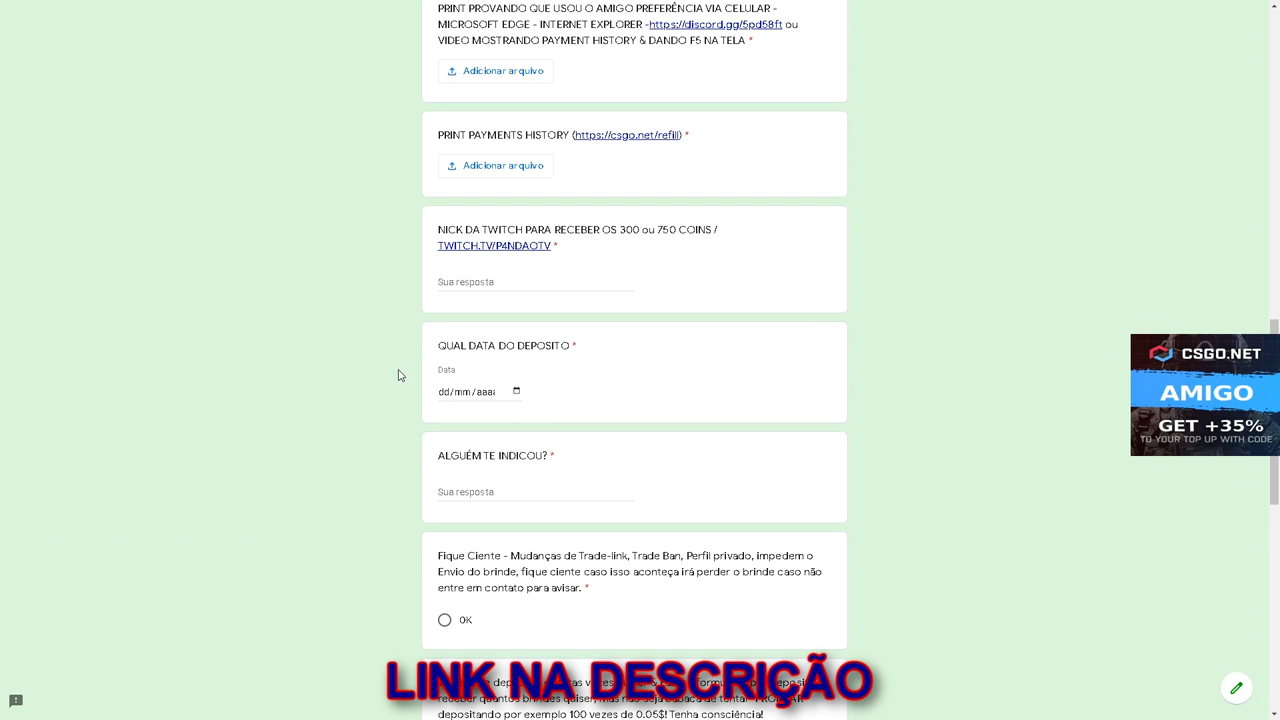 PRINT PROVANDO QUE USOU O AMIGO PREFERÊNCIA VIA CELULAR -
MICROSOFT EDGE - INTERNET EXPLORER -https://discord.gg/5pd58ft ou
VIDEO MOSTRANDO PAYMENT HISTORY & DANDO F5 NA TELA *
Adicionar arquivo
PRINT PAYMENTS HISTORY (https://csgo.net/refill) *
Adicionar arquivo
NICK DA TWITCH PARA RECEBER OS 300 ou 750 COINS /
TWITCH.TV/P4NDAOTV *
Sua resposta
QUAL DATA DO DEPOSITO *
Data
dd/mm/aaaa
ALGUÉM TE INDICOU? *
Sua resposta
Fique Ciente - Mudanças de Trade-link, Trade Ban, Perfil privado, impedem o
Envio do brinde, fique ciente caso isso aconteça irá perder o brinde caso não
entre em contato para avisar. *
OK
LINK NA DESCRIÇÃO
receber quantos brindes quiser, mas não
depositando por exemplo 100 vezes de 0.05$! Tenha consciência!
CSGO.NET
AMIGO
GET +35%
TO YOUR TOP UP WITH CODE